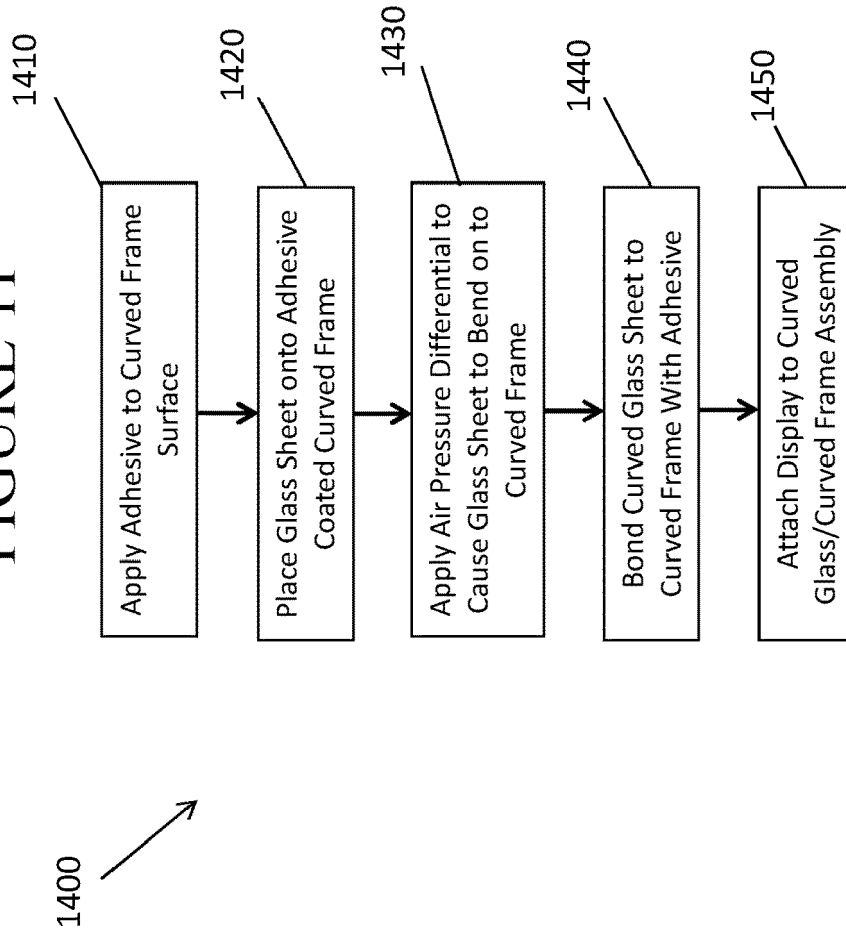 FIGURE
1400
1410
Apply Adhesive to Curved Frame
Surface
1420
Place Glass Sheet onto Adhesive
Coated Curved Frame
1430
Apply Air Pressure Differential to
Cause Glass Sheet to Bend on to
Curved Frame
1440
Bond Curved Glass Sheet to
Curved Frame With Adhesive
1450
Attach Display to Curved
Glass/Curved Frame Assembly